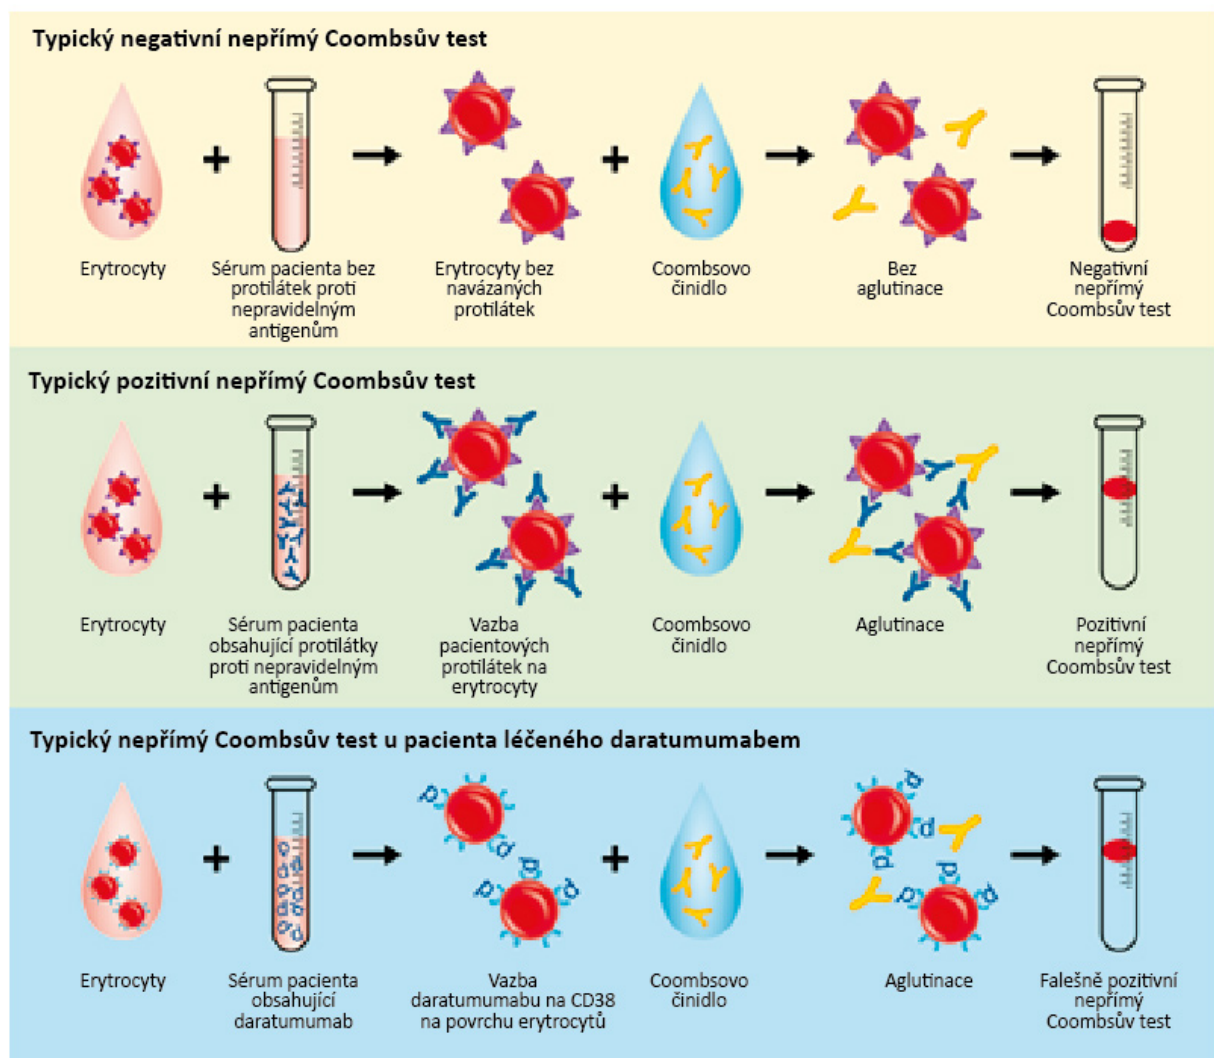 Typický negativní nepřímý Coombsův test
Erytrocyty
Sérum pacienta bez
protilátek proti
nepravidelným
antigenům
Erytrocyty bez
navázaných
protilátek
Coombsovo
činidlo
Bez
aglutinace
Negativní
nepřímý
Coombsův test
Typický pozitivní nepřímý Coombsův test
Erytrocyty
Sérum pacienta
obsahující protilátky
proti nepravidelným
antigenům
Vazba
pacientových
protilátek na
erytrocyty
Coombsovo
činidlo
Aglutinace
Pozitivní
nepřímý
Coombsův test
Typický nepřímý Coombsův test u pacienta léčeného daratumumabem
Erytrocyty
Sérum pacienta
obsahující
daratumumab
Vazba
daratumumabu na CD38
na povrchu erytrocytů
Coombsovo
činidlo
Aglutinace
Falešně pozitivní
nepřímý
Coombsův test